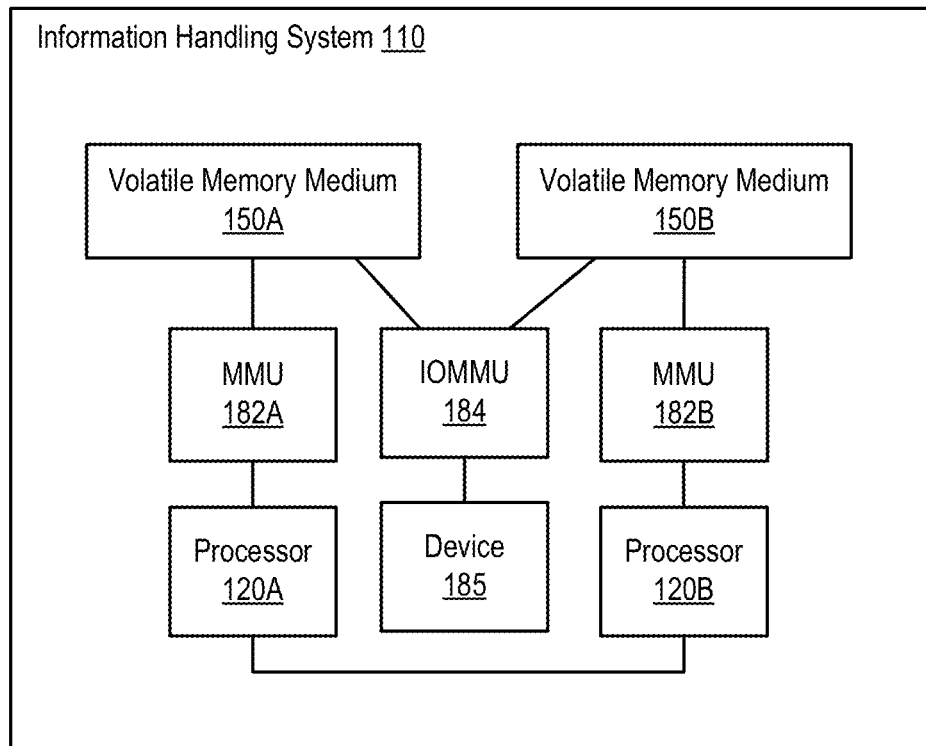 Information Handling System 110
Volatile Memory Medium
150A
Volatile Memory Medium
150B
MMU
182A
IOMMU
184
MMU
182B
Processor
120A
Device
185
Processor
120B